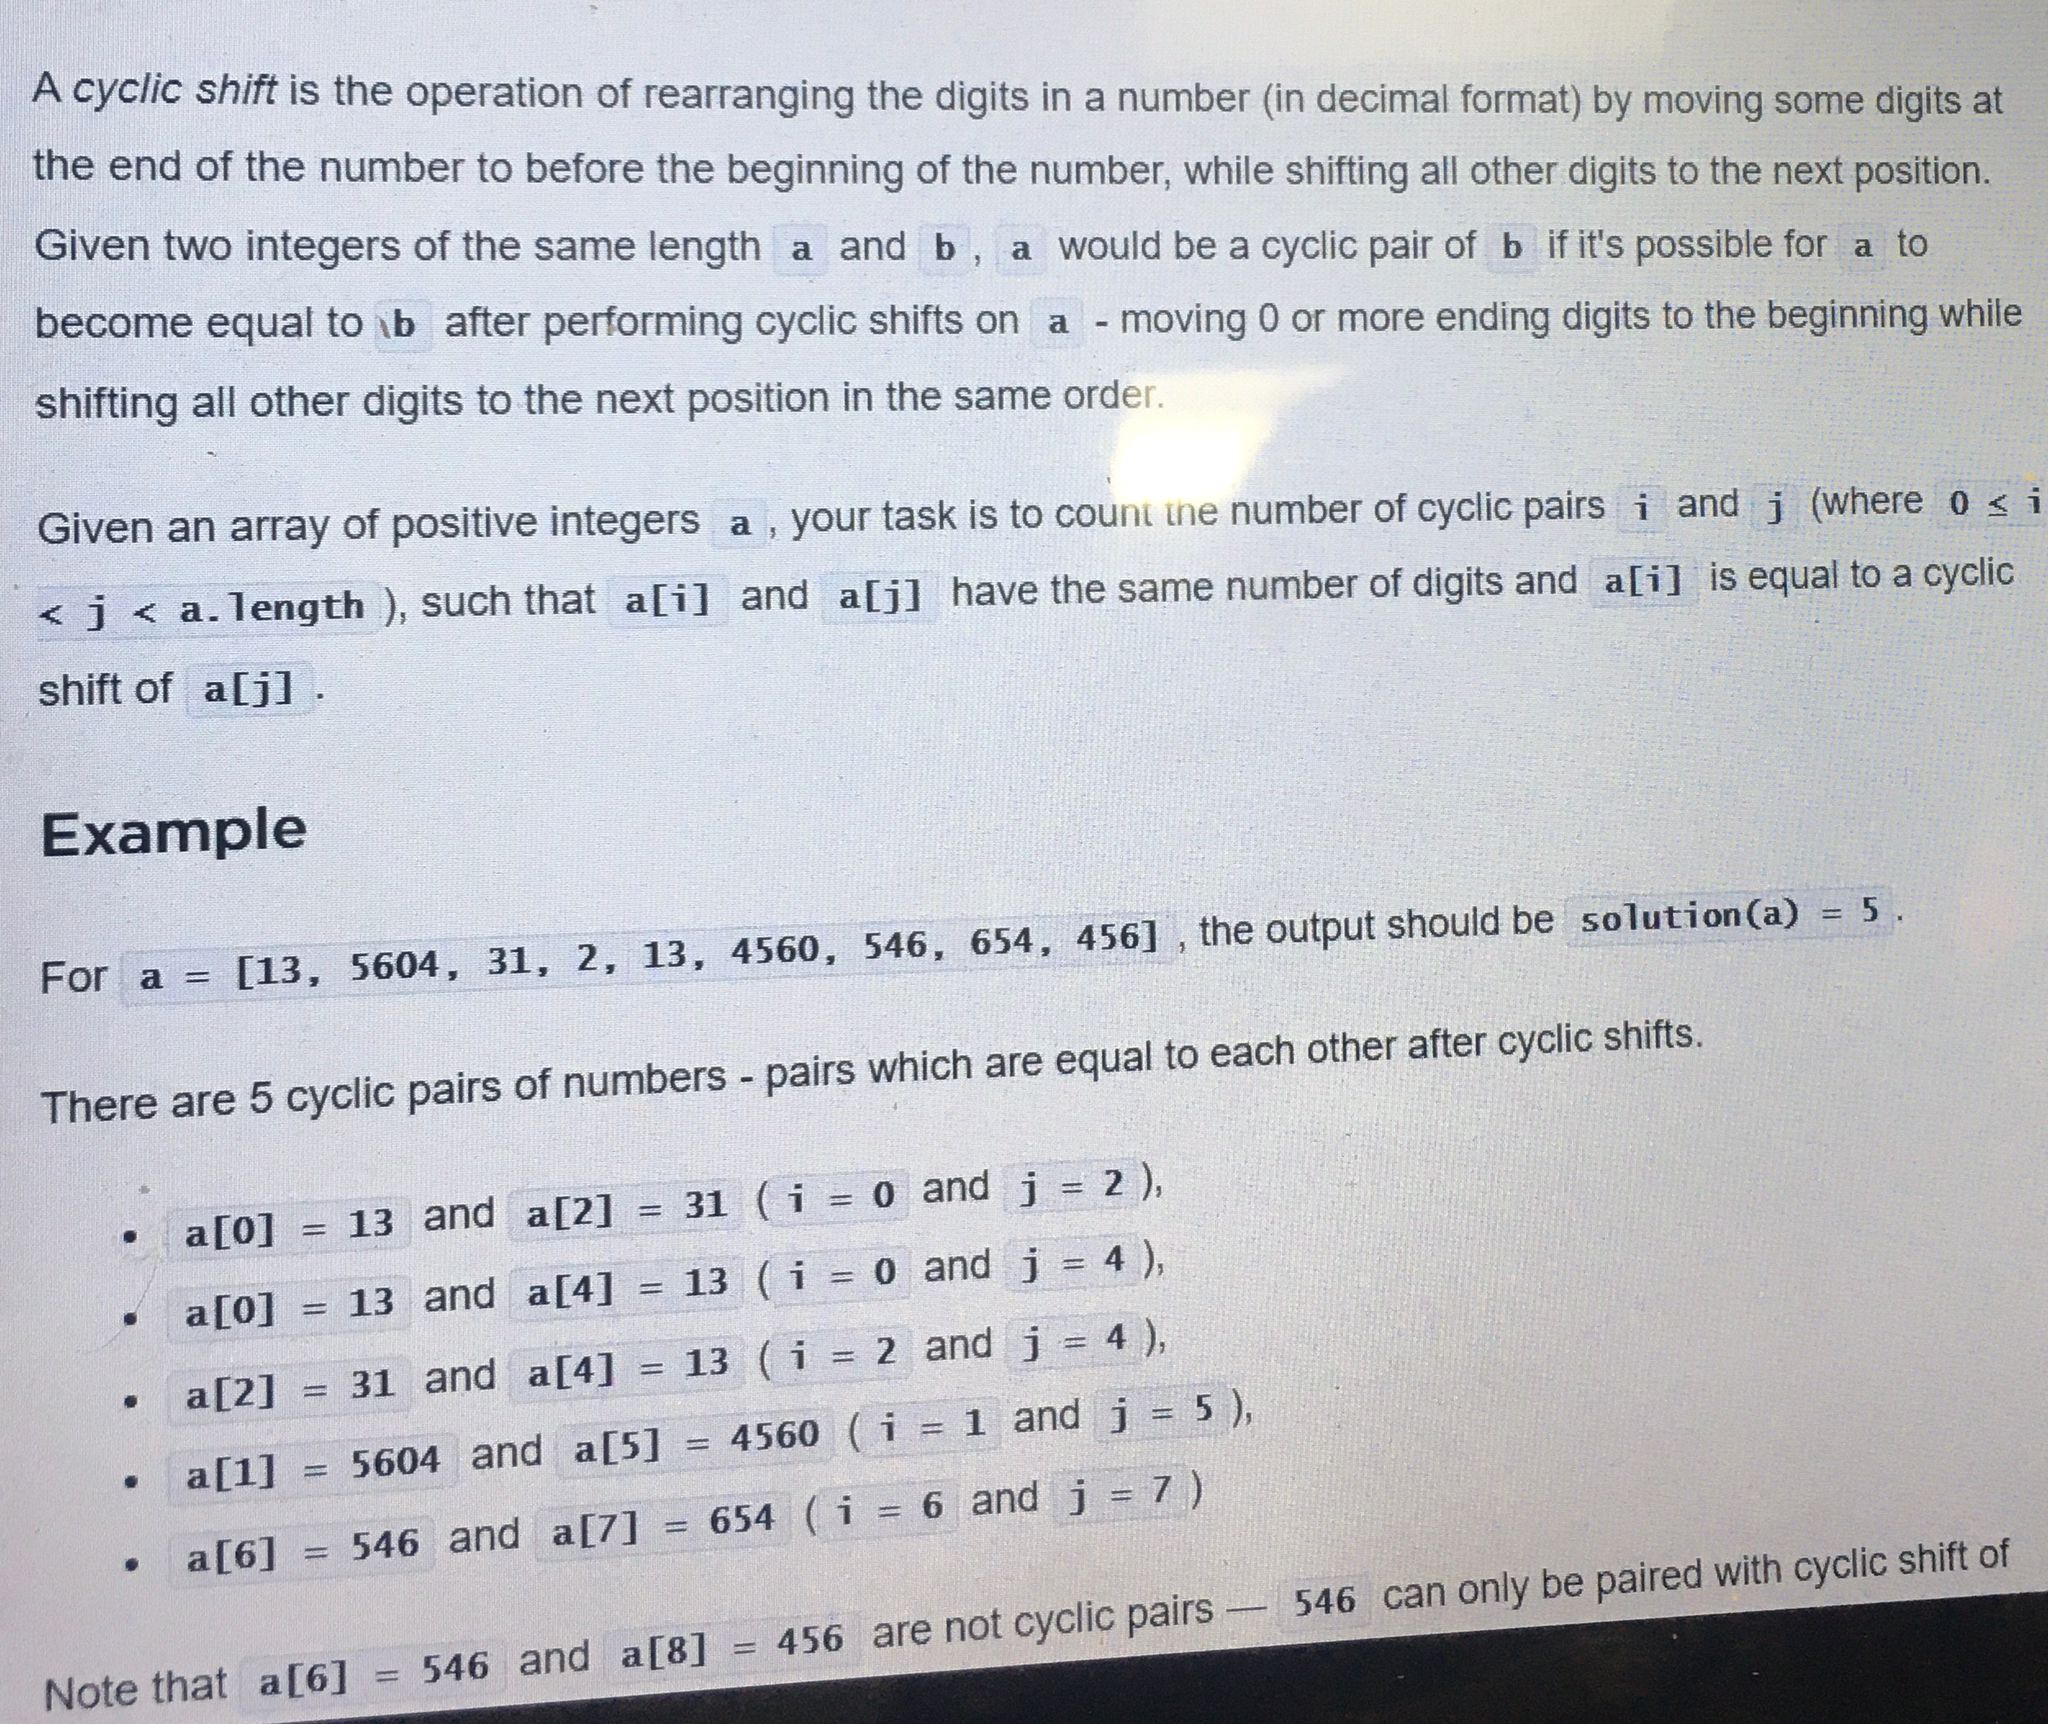 A cyclic shift is the operation of rearranging the digits in a number (in decimal format) by moving some digits at
the end of the number to before the beginning of the number, while shifting all other digits to the next position.
Given two integers of the same length a and b , a would be a cyclic pair of b if it's possible for a to
become equal to \b after performing cyclic shifts on a - moving 0 or more ending digits to the beginning while
shifting all other digits to the next position in the same order.
Given an array of positive integers a , your task is to count the number of cyclic pairs i and j (where 0 ≤ i
< j < a.length ), such that a[i] and a[j] have the same number of digits and a[i] is equal to a cyclic
shift of a[j] .
Example
For a = [13, 5604, 31, 2, 13, 4560, 546, 654, 456] , the output should be solution(a) = 5 .
There are 5 cyclic pairs of numbers - pairs which are equal to each other after cyclic shifts.
• a[0] = 13 and a[2] = 31 ( i = 0 and j = 2 ),
• a[0] = 13 and a[4] = 13 ( i = 0 and j = 4 ),
• a[2] = 31 and a[4] = 13 ( i = 2 and j = 4 ),
• a[1] = 5604 and a[5] = 4560 ( i = 1 and j = 5 ),
• a[6] = 546 and a[7] = 654 ( i = 6 and j = 7 )
Note that a[6] = 546 and a[8] = 456 are not cyclic pairs — 546 can only be paired with cyclic shift of